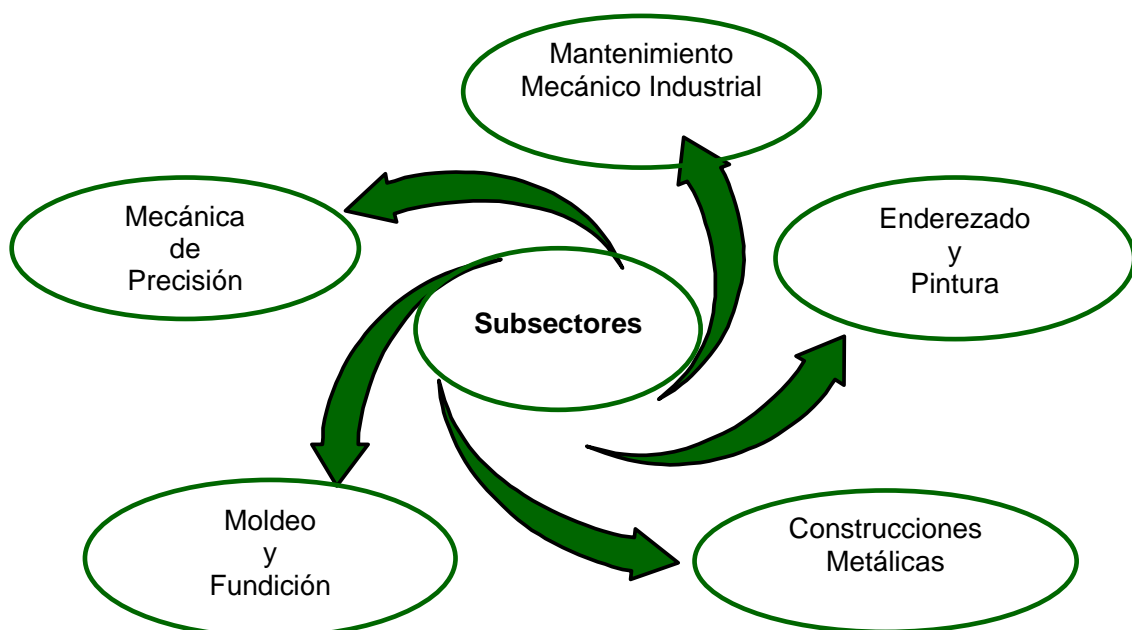 Mantenimiento
Mecánico Industrial
Mecánica
de
Precisión
Enderezado
y
Pintura
Subsectores
Moldeo
y
Fundición
Construcciones
Metálicas